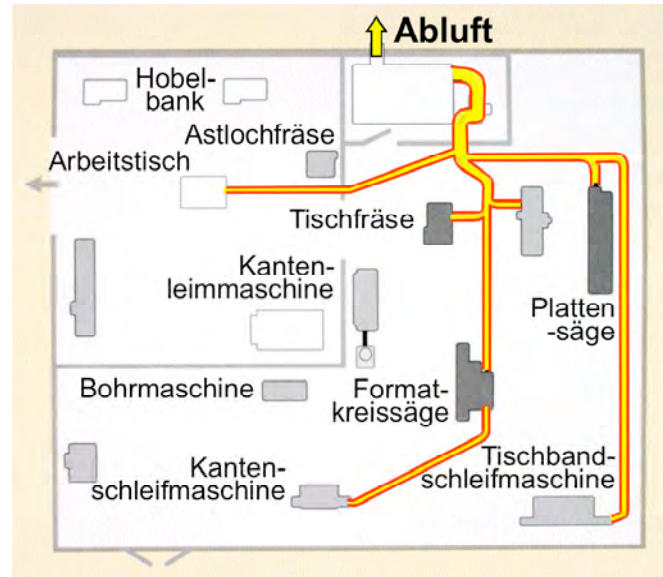 Abluft
Hobel-
bank
Astlochfräse
Arbeitstisch
Tischfräse
Kanten-
leimmaschine
Platten
-säge
Bohrmaschine
Format-
kreissäge
Kanten-
schleifmaschine
Tischband-
schleifmaschine